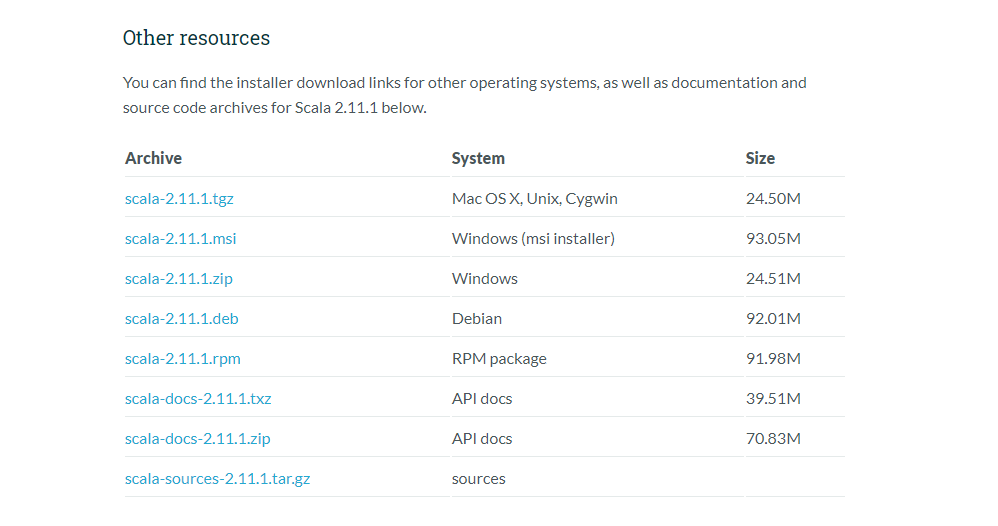 Other resources
You can find the installer download links for other operating systems, as well as documentation and
source code archives for Scala 2.11.1 below.
Archive System Size
scala-2.11.1.tgz Mac OS X, Unix, Cygwin 24.50M
scala-2.11.1.msi Windows (msi installer) 93.05M
scala-2.11.1.zip Windows 24.51M
scala-2.11.1.deb Debian 92.01M
scala-2.11.1.rpm RPM package 91.98M
scala-docs-2.11.1.txz API docs 39.51M
scala-docs-2.11.1.zip API docs 70.83M
scala-sources-2.11.1.tar.gz sources